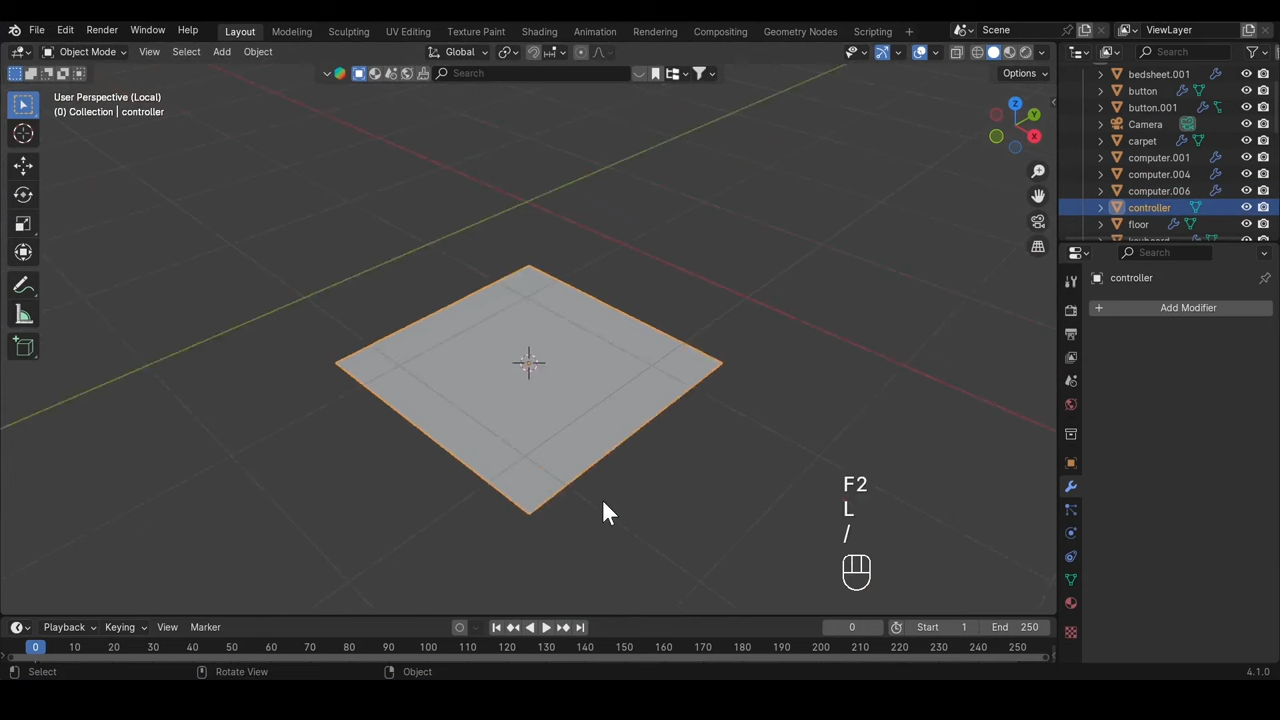 File Edit Render Window Help Layout Modeling Sculpting UV Editing Texture Paint Shading Animation Rendering Compositing Geometry Nodes Scripting + Scene ViewLayer
Object Mode View Select Add Object Global Search
Search Options
User Perspective (Local)
(0) Collection | controller
Z
Y
X
bedsheet.001
button
button.001
Camera
carpet
computer.001
computer.004
computer.006
controller
floor
Search
controller
+ Add Modifier
F2
L
/
Playback Keying View Marker 0 Start 1 End 250
0 10 20 30 40 50 60 70 80 90 100 110 120 130 140 150 160 170 180 190 200 210 220 230 240 250
Select Rotate View Object 4.1.0